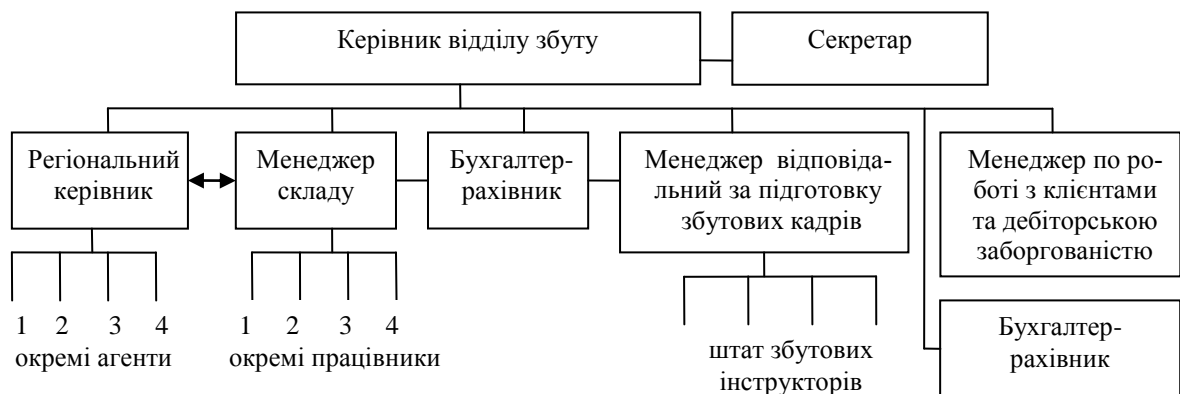 Керівник відділу збуту
Секретар
Регіональний
керівник
Менеджер
складу
Бухгалтер-
рахівник
Менеджер відповіда-
льний за підготовку
збутових кадрів
Менеджер по ро-
боті з клієнтами
та дебіторською
заборгованістю
1 2 3 4
окремі агенти
1 2 3 4
окремі працівники
штат збутових
інструкторів
Бухгалтер-
рахівник